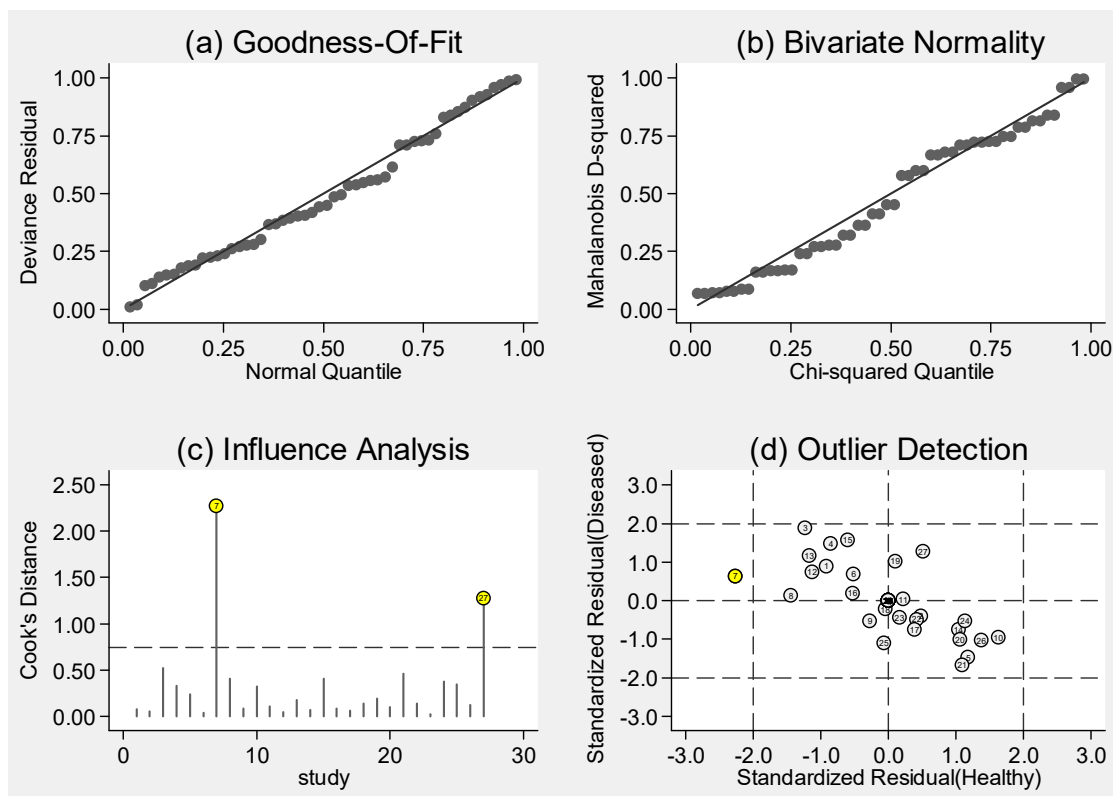 (a) Goodness-Of-Fit
Deviance Residual
1.00
0.75
0.50
0.25
0.00
0.00 0.25 0.50 0.75 1.00
Normal Quantile
(b) Bivariate Normality
Mahalanobis D-squared
1.00
0.75
0.50
0.25
0.00
0.00 0.25 0.50 0.75 1.00
Chi-squared Quantile
(c) Influence Analysis
Cook's Distance
2.50
2.00
1.50
1.00
0.50
0.00
7
27
0 10 20 30
study
(d) Outlier Detection
Standardized Residual(Diseased)
3.0
2.0
1.0
0.0
-1.0
-2.0
-3.0
3
4 15
13 19 27
12 1 6
7
8 16 11
9 18 23 22 24
25 17 20 26 10
21 5
-3.0 -2.0 -1.0 0.0 1.0 2.0 3.0
Standardized Residual(Healthy)